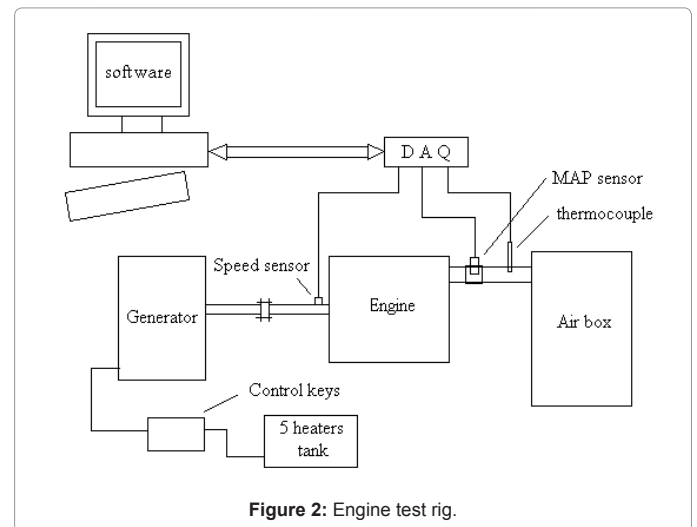 software
D A Q
MAP sensor
thermocouple
Speed sensor
Generator
Engine
Air box
Control keys
5 heaters
tank
Figure 2: Engine test rig.